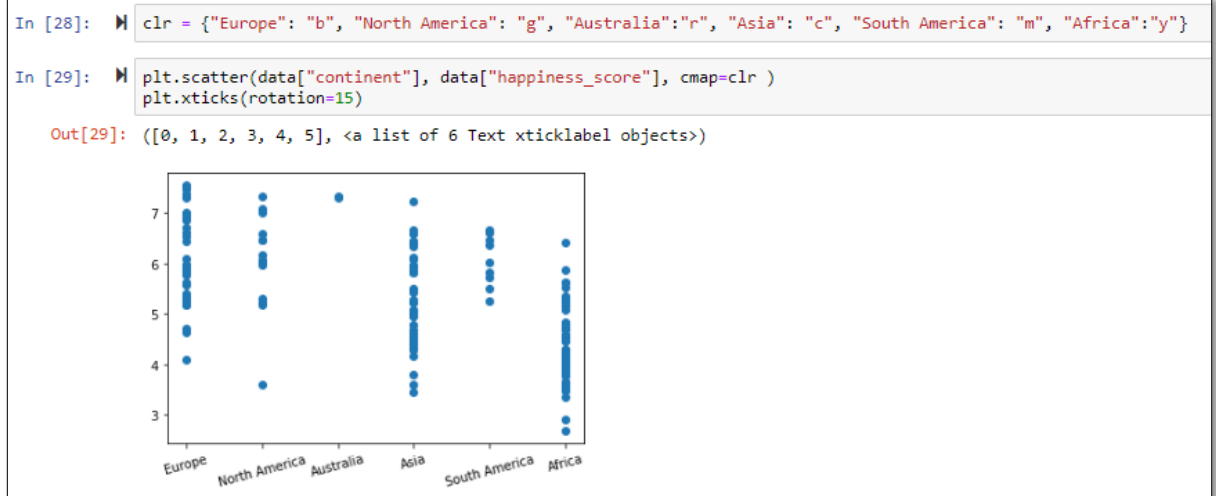 In [28]: clr = {"Europe": "b", "North America": "g", "Australia":"r", "Asia": "c", "South America": "m", "Africa":"y"}
In [29]: plt.scatter(data["continent"], data["happiness_score"], cmap=clr )
plt.xticks(rotation=15)
Out[29]: ([0, 1, 2, 3, 4, 5], <a list of 6 Text xticklabel objects>)
7
6
5
4
3
Europe North America Australia Asia South America Africa